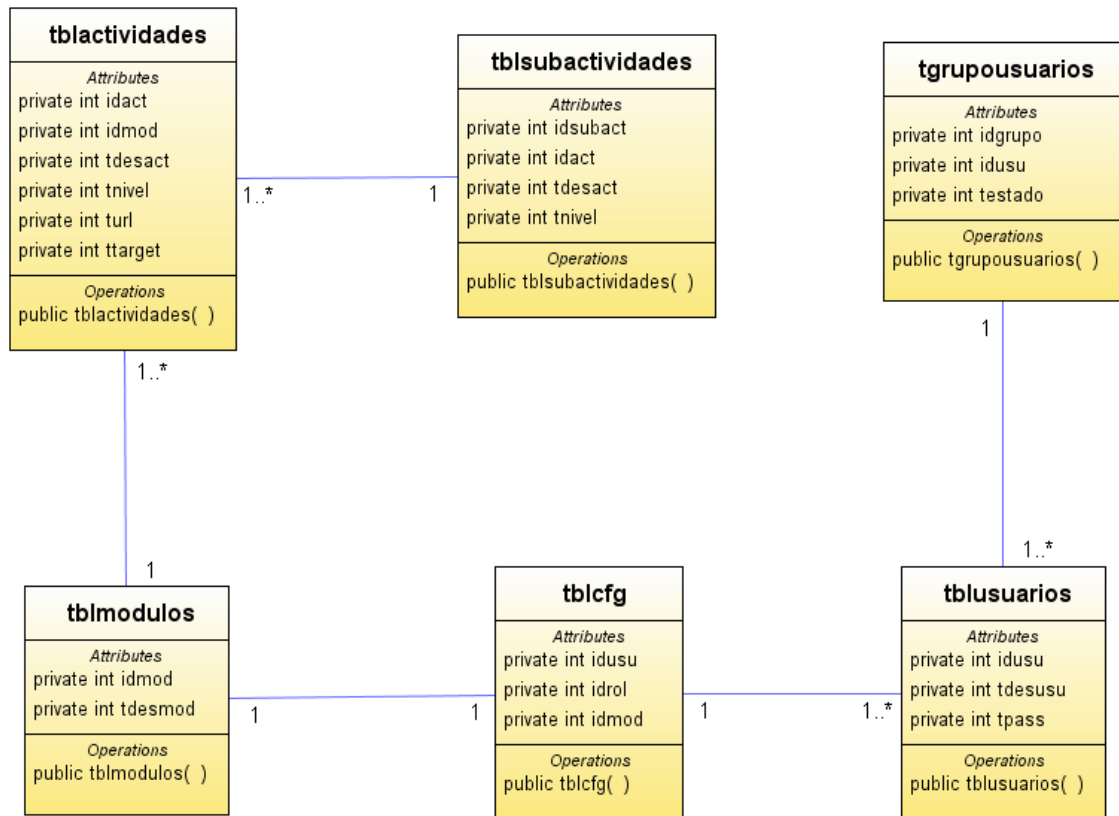 tblactividades
Attributes
private int idact
private int idmod
private int tdesact
private int tnivel
private int turl
private int ttarget
Operations
public tblactividades( )
1..*
1
tblsubactividades
Attributes
private int idsubact
private int idact
private int tdesact
private int tnivel
Operations
public tblsubactividades( )
tgrupousuarios
Attributes
private int idgrupo
private int idusu
private int testado
Operations
public tgrupousuarios( )
1..*
1
1
1..*
tblmodulos
Attributes
private int idmod
private int tdesmod
Operations
public tblmodulos( )
1
1
tblcfg
Attributes
private int idusu
private int idrol
private int idmod
Operations
public tblcfg( )
1
1..*
tblusuarios
Attributes
private int idusu
private int tdesusu
private int tpass
Operations
public tblusuarios( )